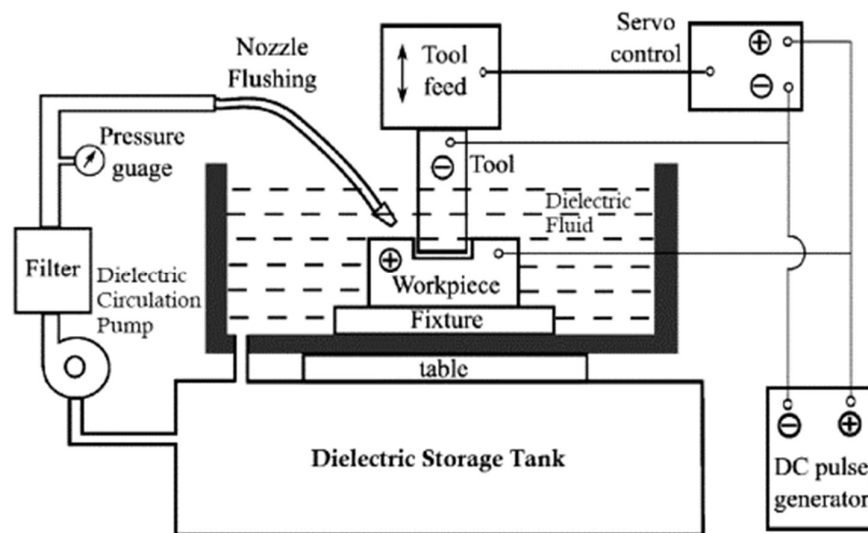 Nozzle
Flushing
Tool
feed
Servo
control
+
−
Pressure
guage
−
Tool
Dielectric
Fluid
Filter
Dielectric
Circulation
Pump
+
Workpiece
Fixture
table
Dielectric Storage Tank
−
+
DC pulse
generator